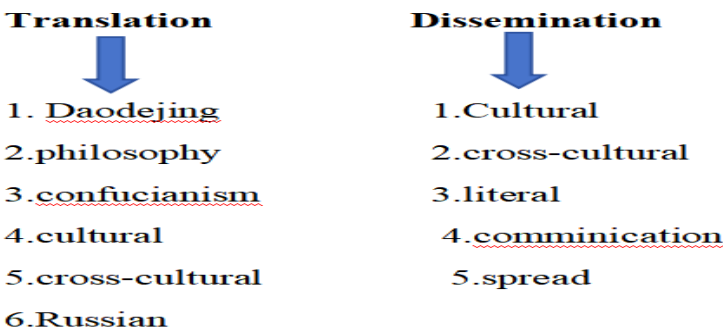 Translation Dissemination
1. Daodejing 1.Cultural
2.philosophy 2.cross-cultural
3.confucianism 3.literal
4.cultural 4.comminication
5.cross-cultural 5.spread
6.Russian